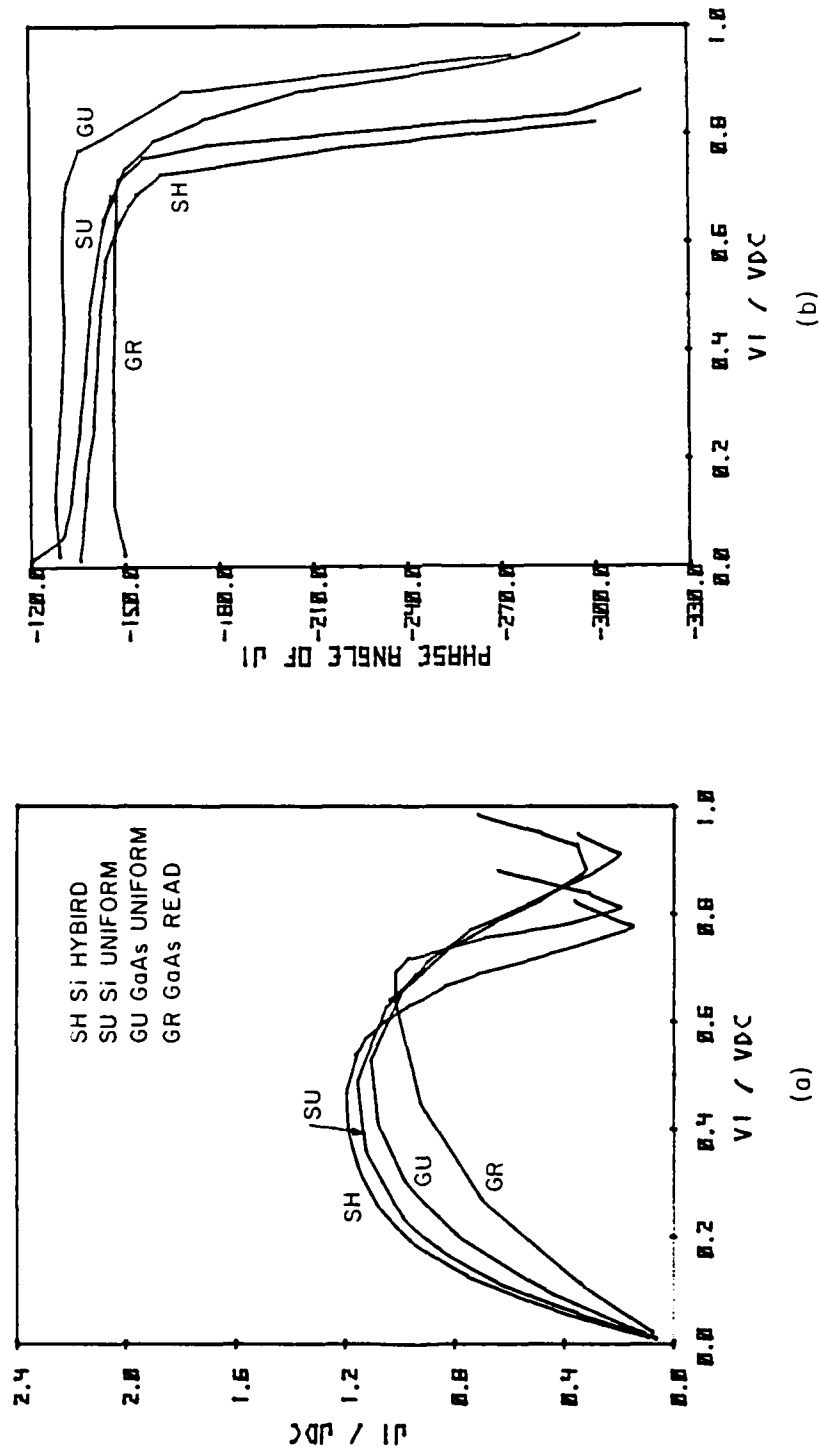 2.4
2.0
1.6
1.2
0.8
0.4
0.0
J1 / JDC
SH Si HYBIRD
SU Si UNIFORM
GU GaAs UNIFORM
GR GaAs READ
SH
SU
GU
GR
0.0 0.2 0.4 0.6 0.8 1.0
V1 / VDC
(a)
-120.0
-150.0
-180.0
-210.0
-240.0
-270.0
-300.0
-330.0
PHASE ANGLE OF J1
GU
SU
SH
GR
0.0 0.2 0.4 0.6 0.8 1.0
V1 / VDC
(b)